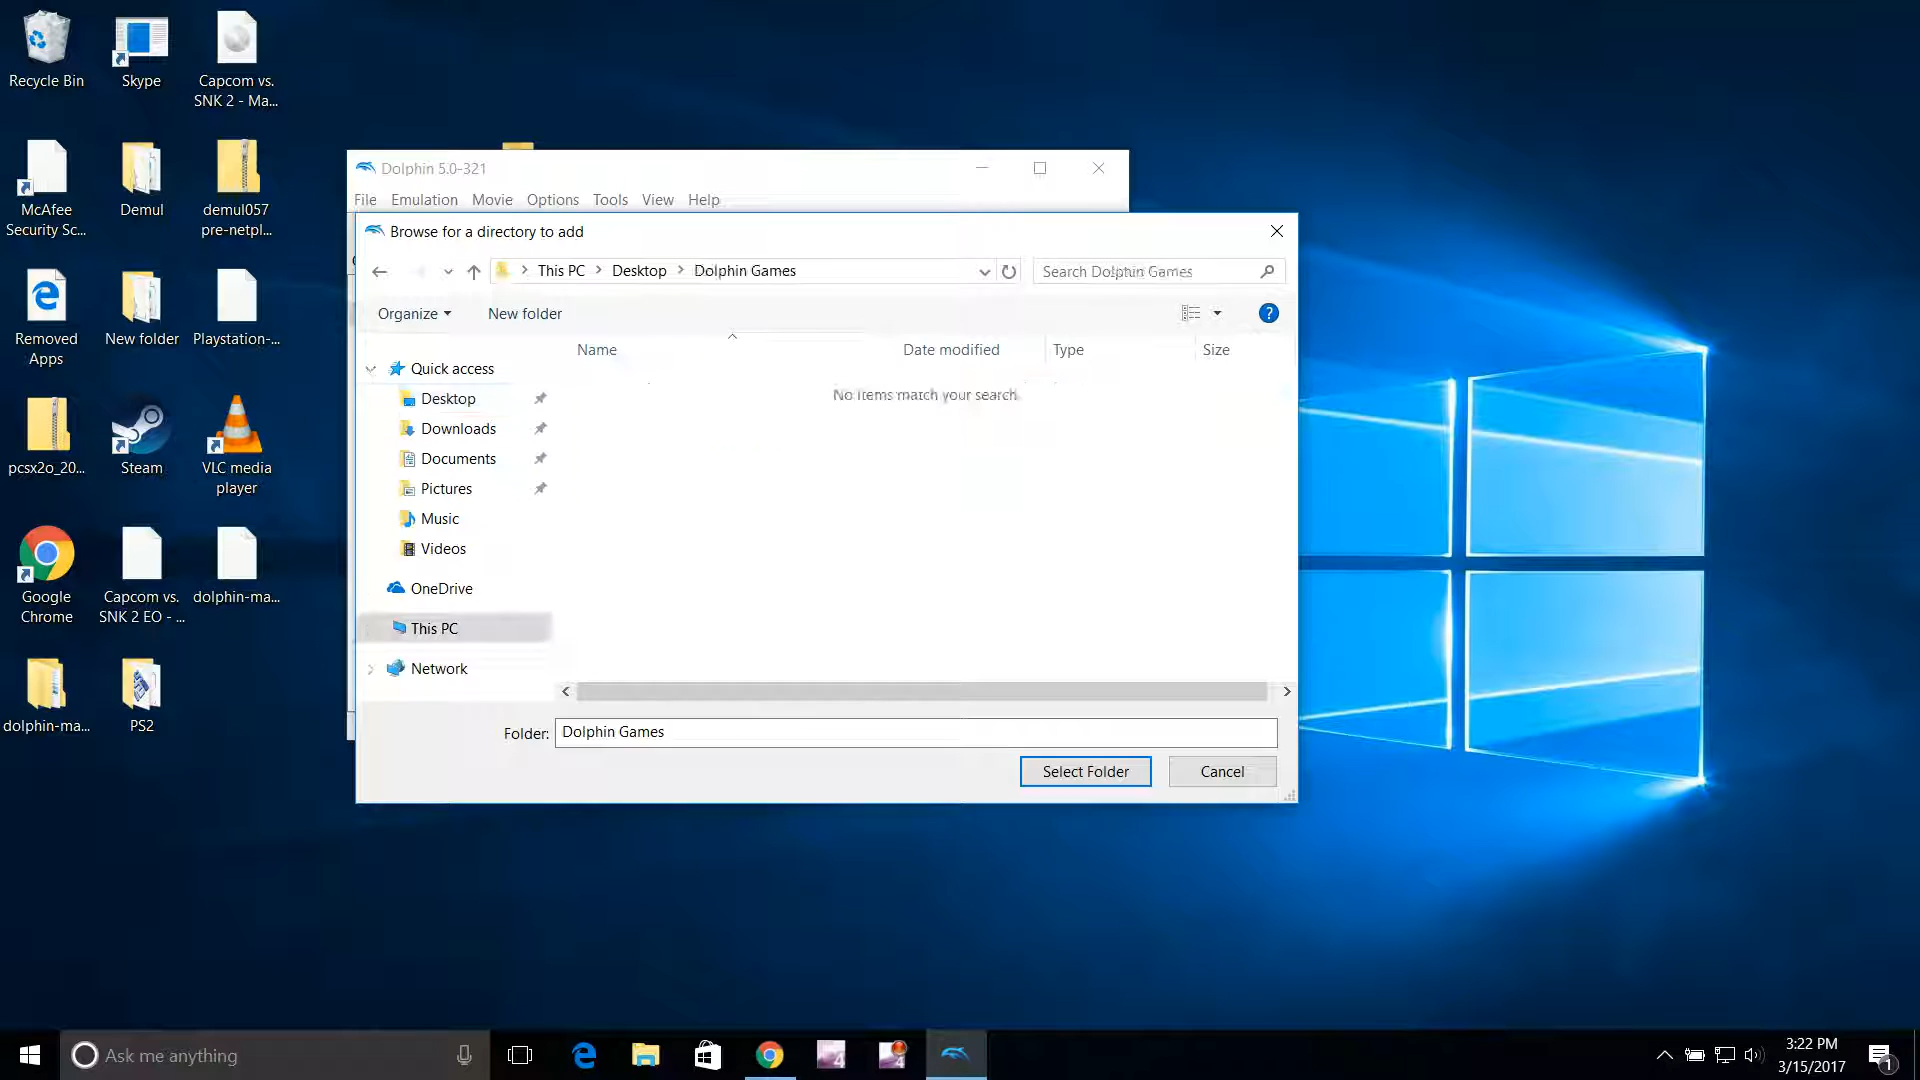 Recycle Bin
Skype
Capcom vs.
SNK 2 - Ma...
McAfee
Security Sc...
Demul
demul057
pre-netpl...
Removed
Apps
New folder
Playstation-...
pcsx2o_20...
Steam
VLC media
player
Google
Chrome
Capcom vs.
SNK 2 EO - ...
dolphin-ma...
dolphin-ma...
PS2
Dolphin 5.0-321
File Emulation Movie Options Tools View Help
Browse for a directory to add
This PC Desktop Dolphin Games
Search Dolphin Games
Organize New folder
Name Date modified Type Size
No items match your search.
Quick access
Desktop
Downloads
Documents
Pictures
Music
Videos
OneDrive
This PC
Network
Folder: Dolphin Games
Select Folder Cancel
Ask me anything
4
4
3:22 PM
3/15/2017
1